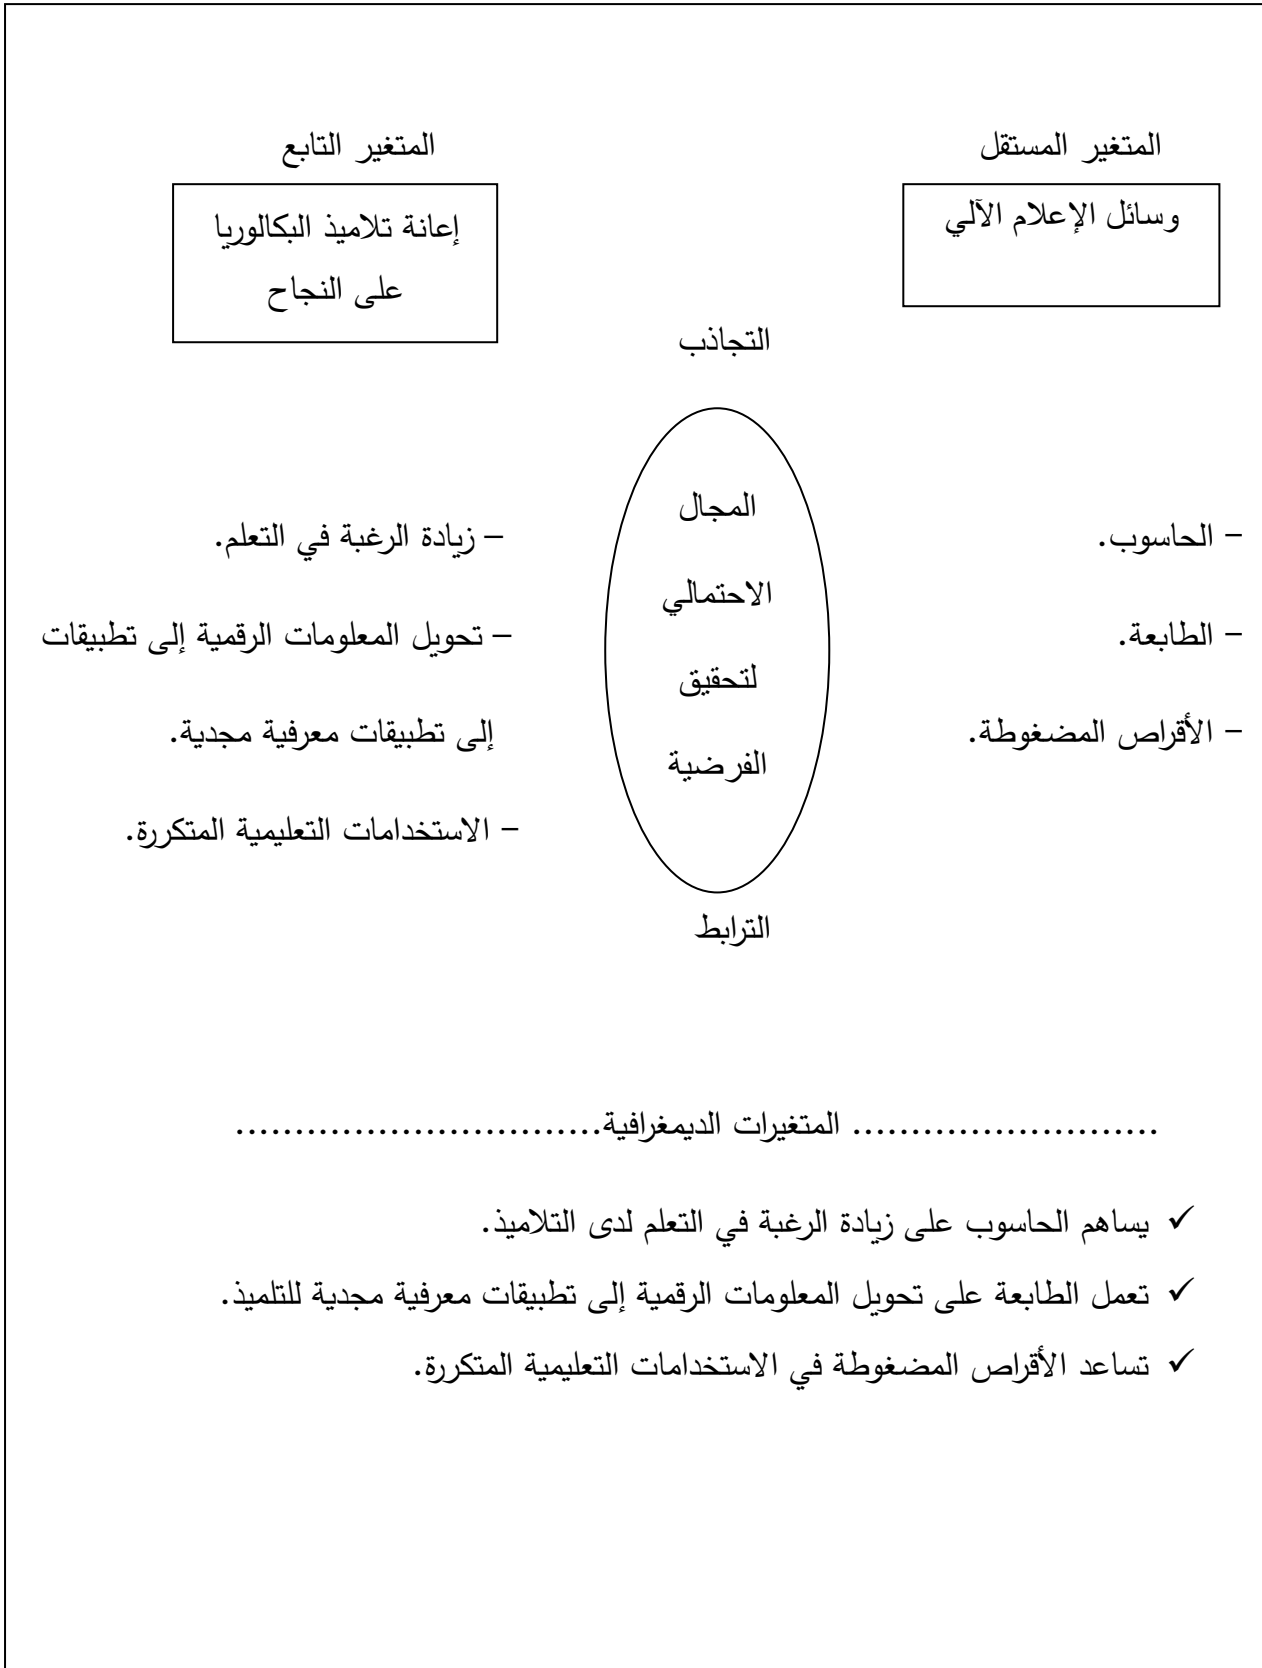 المتغير المستقل
المتغير التابع
وسائل الإعلام الآلي
إعانة تلاميذ البكالوريا
على النجاح
التجاذب
المجال
الاحتمالي
لتحقيق
الفرضية
– الحاسوب.
– الطابعة.
– الأقراص المضغوطة.
– زيادة الرغبة في التعلم.
– تحويل المعلومات الرقمية إلى تطبيقات
إلى تطبيقات معرفية مجدية.
– الاستخدامات التعليمية المتكررة.
الترابط
.......................... المتغيرات الديمغرافية...............................
✓ يساهم الحاسوب على زيادة الرغبة في التعلم لدى التلاميذ.
✓ تعمل الطابعة على تحويل المعلومات الرقمية إلى تطبيقات معرفية مجدية للتلميذ.
✓ تساعد الأقراص المضغوطة في الاستخدامات التعليمية المتكررة.